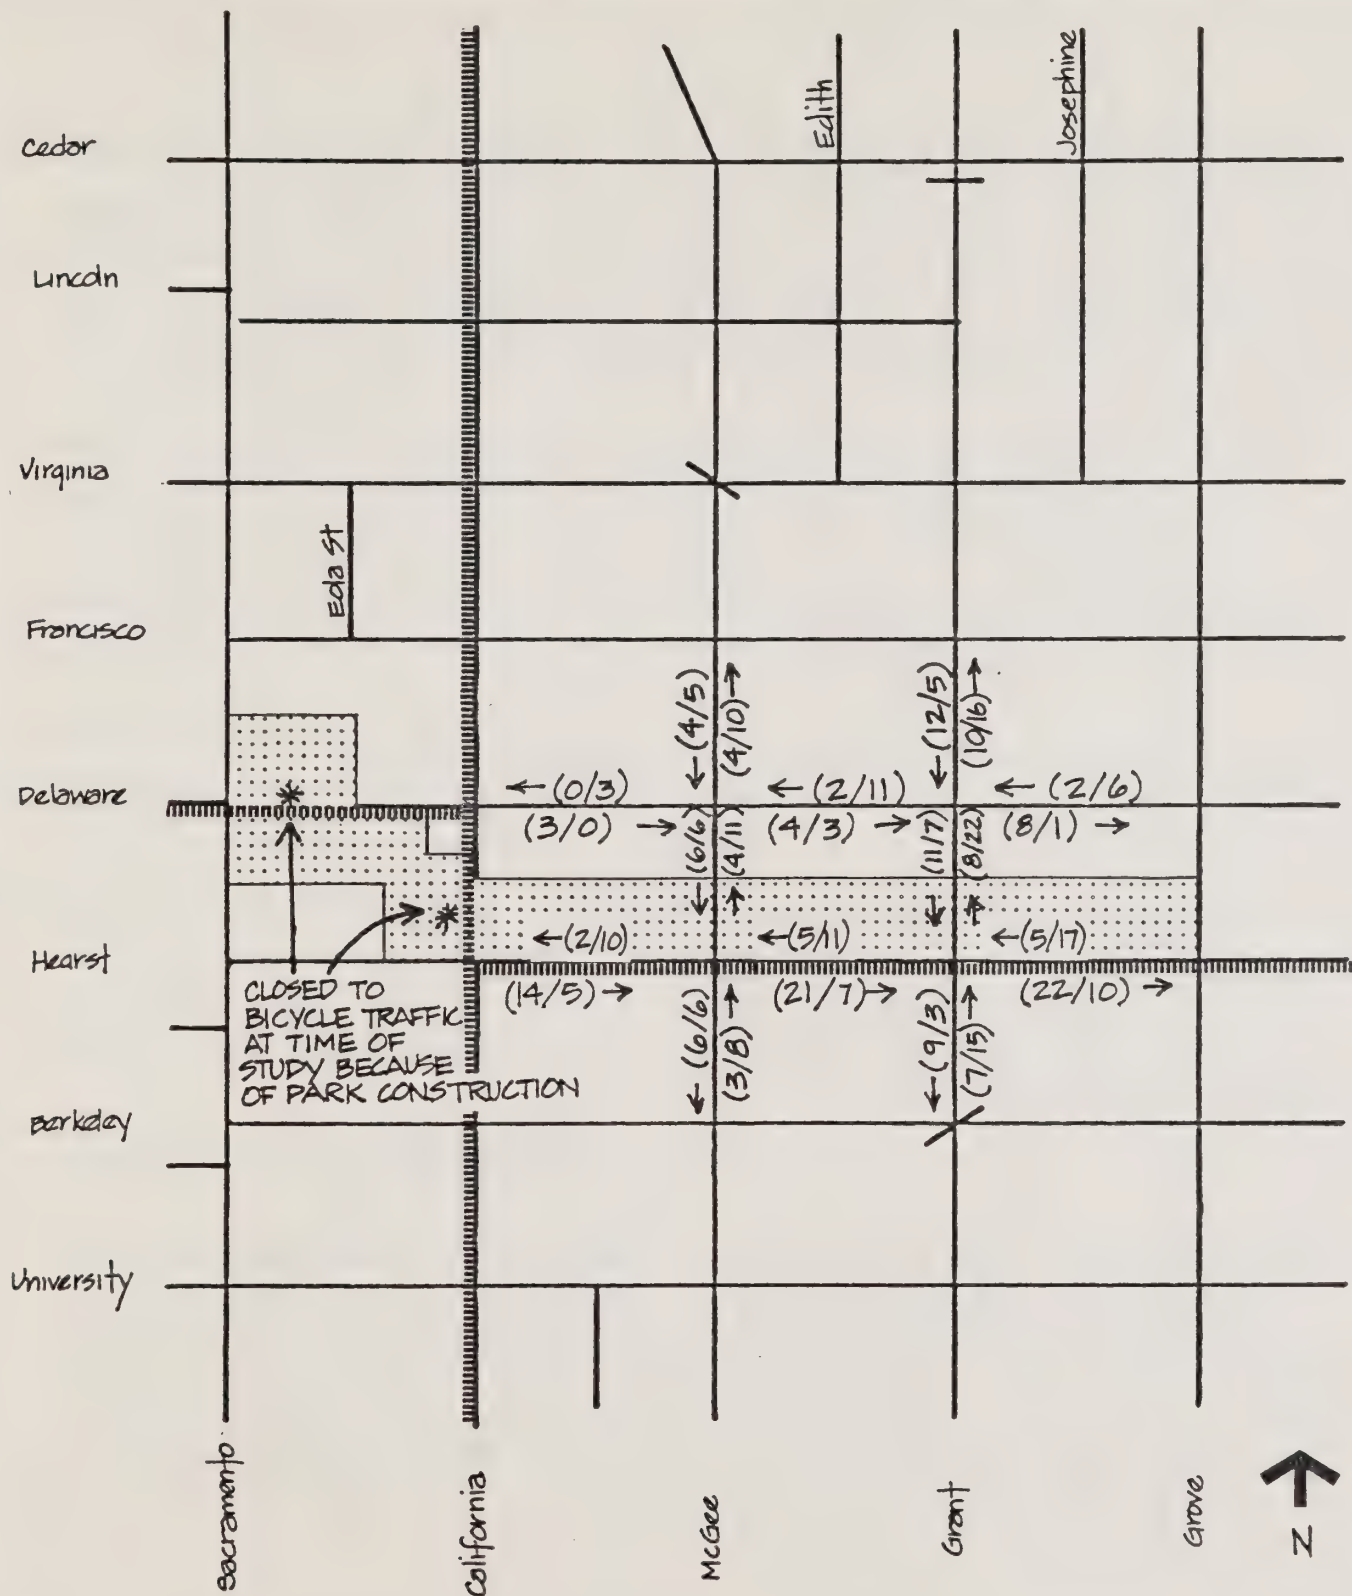 Edith
Josephine
Cedar
Lincoln
Virginia
Eda St
Francisco
←(4/5)
(4/10)→
←(12/5)
(10/16)→
Delaware
←(0/3)
←(2/11)
←(2/6)
(3/0)→
(4/3)→
(8/1)→
←(6/6)
(4/11)→
←(11/7)
(8/22)→
Hearst
←(2/10)
←(5/11)
←(5/17)
(14/5)→
(21/7)→
(22/10)→
CLOSED TO
BICYCLE TRAFFIC
AT TIME OF
STUDY BECAUSE
OF PARK CONSTRUCTION
←(6/6)
(3/8)→
←(9/3)
(7/15)→
Berkeley
University
Sacramento
California
McGee
Grant
Grove
N